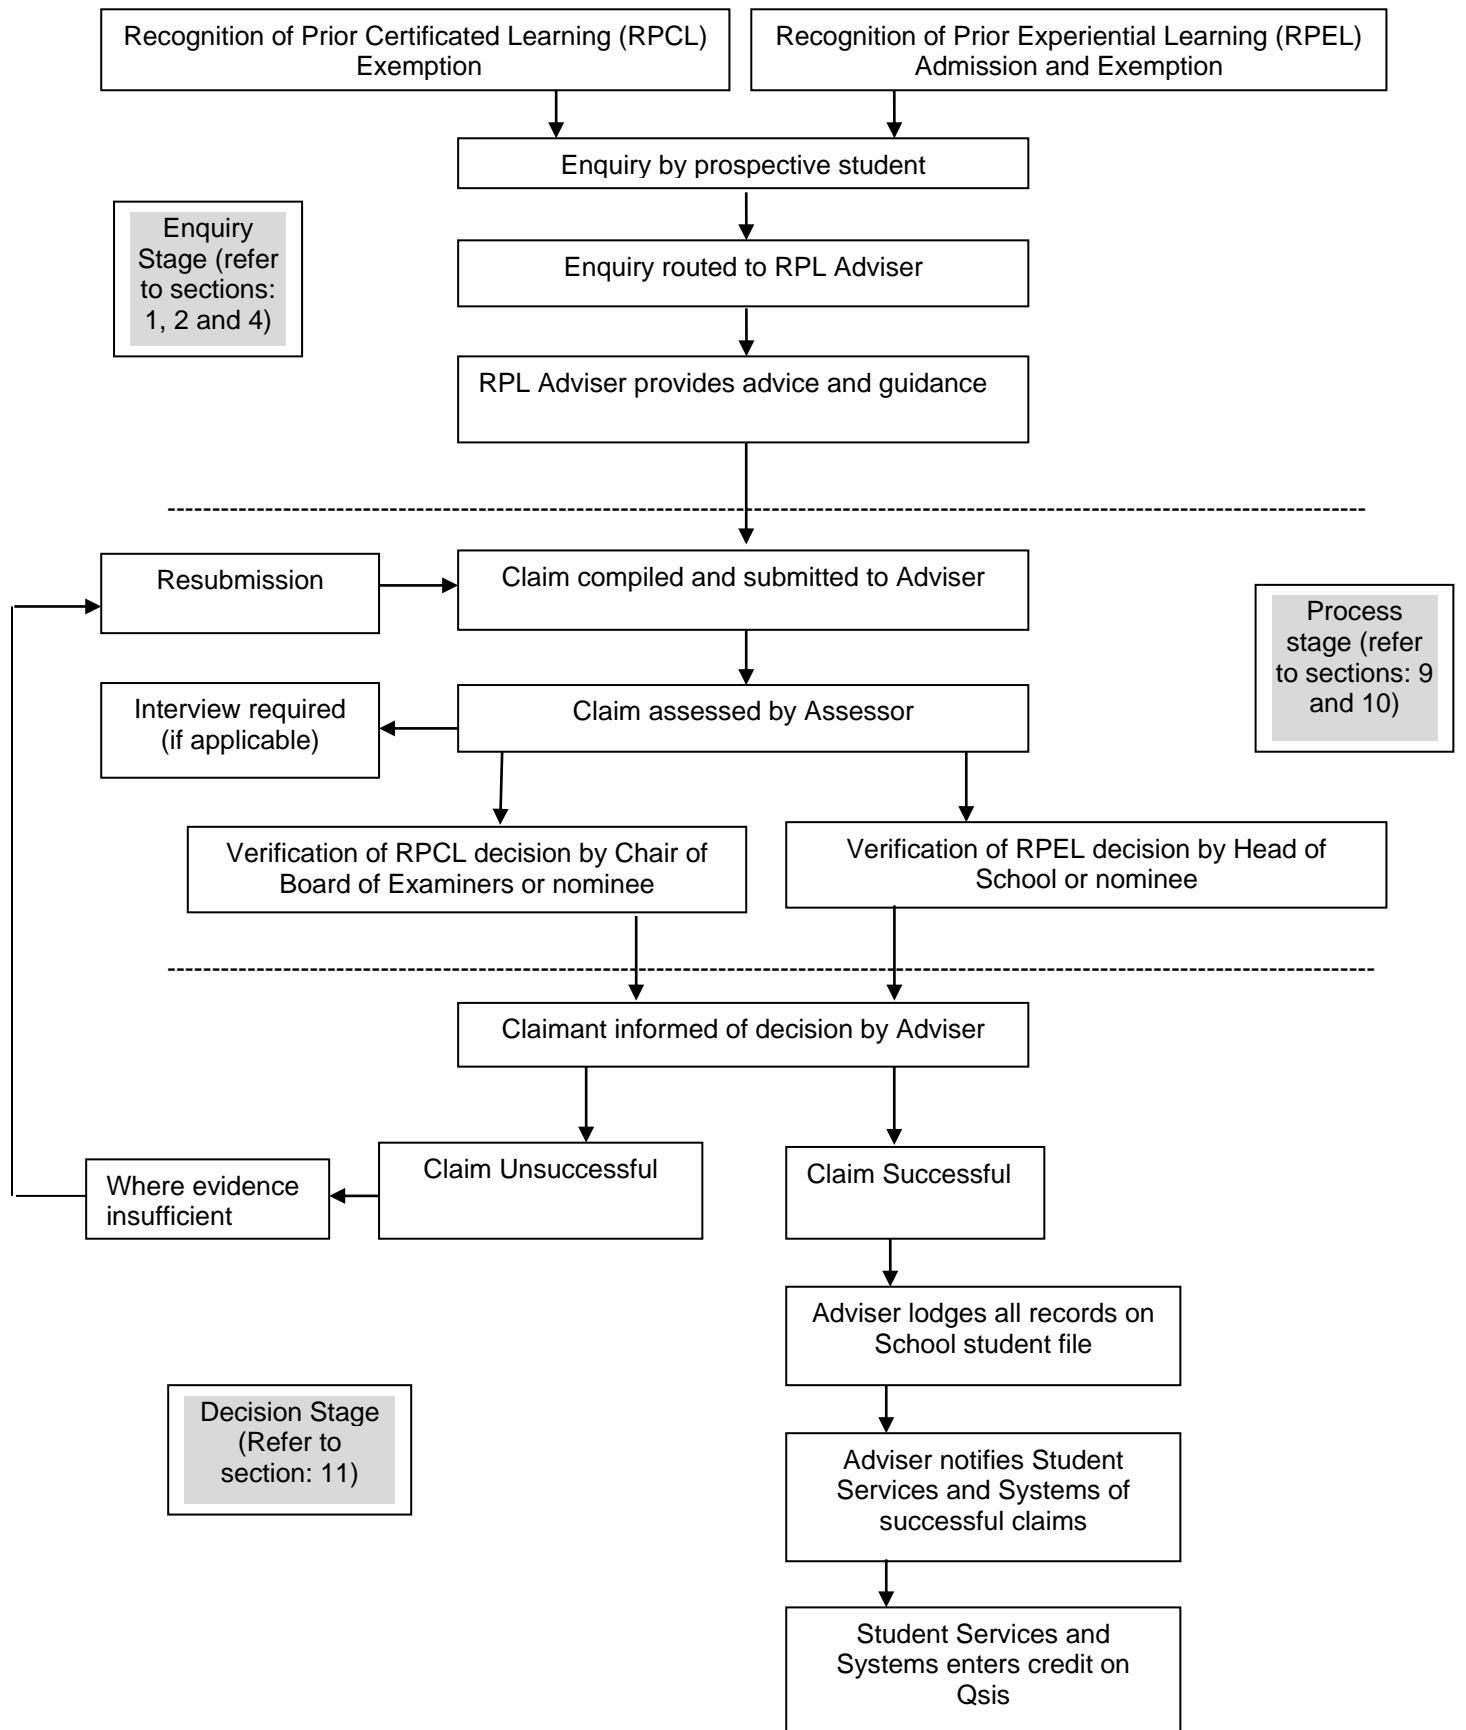 Recognition of Prior Certificated Learning (RPCL)
Exemption
Recognition of Prior Experiential Learning (RPEL)
Admission and Exemption
Enquiry by prospective student
Enquiry
Stage (refer
to sections:
1, 2 and 4)
Enquiry routed to RPL Adviser
RPL Adviser provides advice and guidance
Resubmission
Claim compiled and submitted to Adviser
Process
stage (refer
to sections: 9
and 10)
Interview required
(if applicable)
Claim assessed by Assessor
Verification of RPCL decision by Chair of
Board of Examiners or nominee
Verification of RPEL decision by Head of
School or nominee
Claimant informed of decision by Adviser
Where evidence
insufficient
Claim Unsuccessful
Claim Successful
Adviser lodges all records on
School student file
Decision Stage
(Refer to
section: 11)
Adviser notifies Student
Services and Systems of
successful claims
Student Services and
Systems enters credit on
Qsis